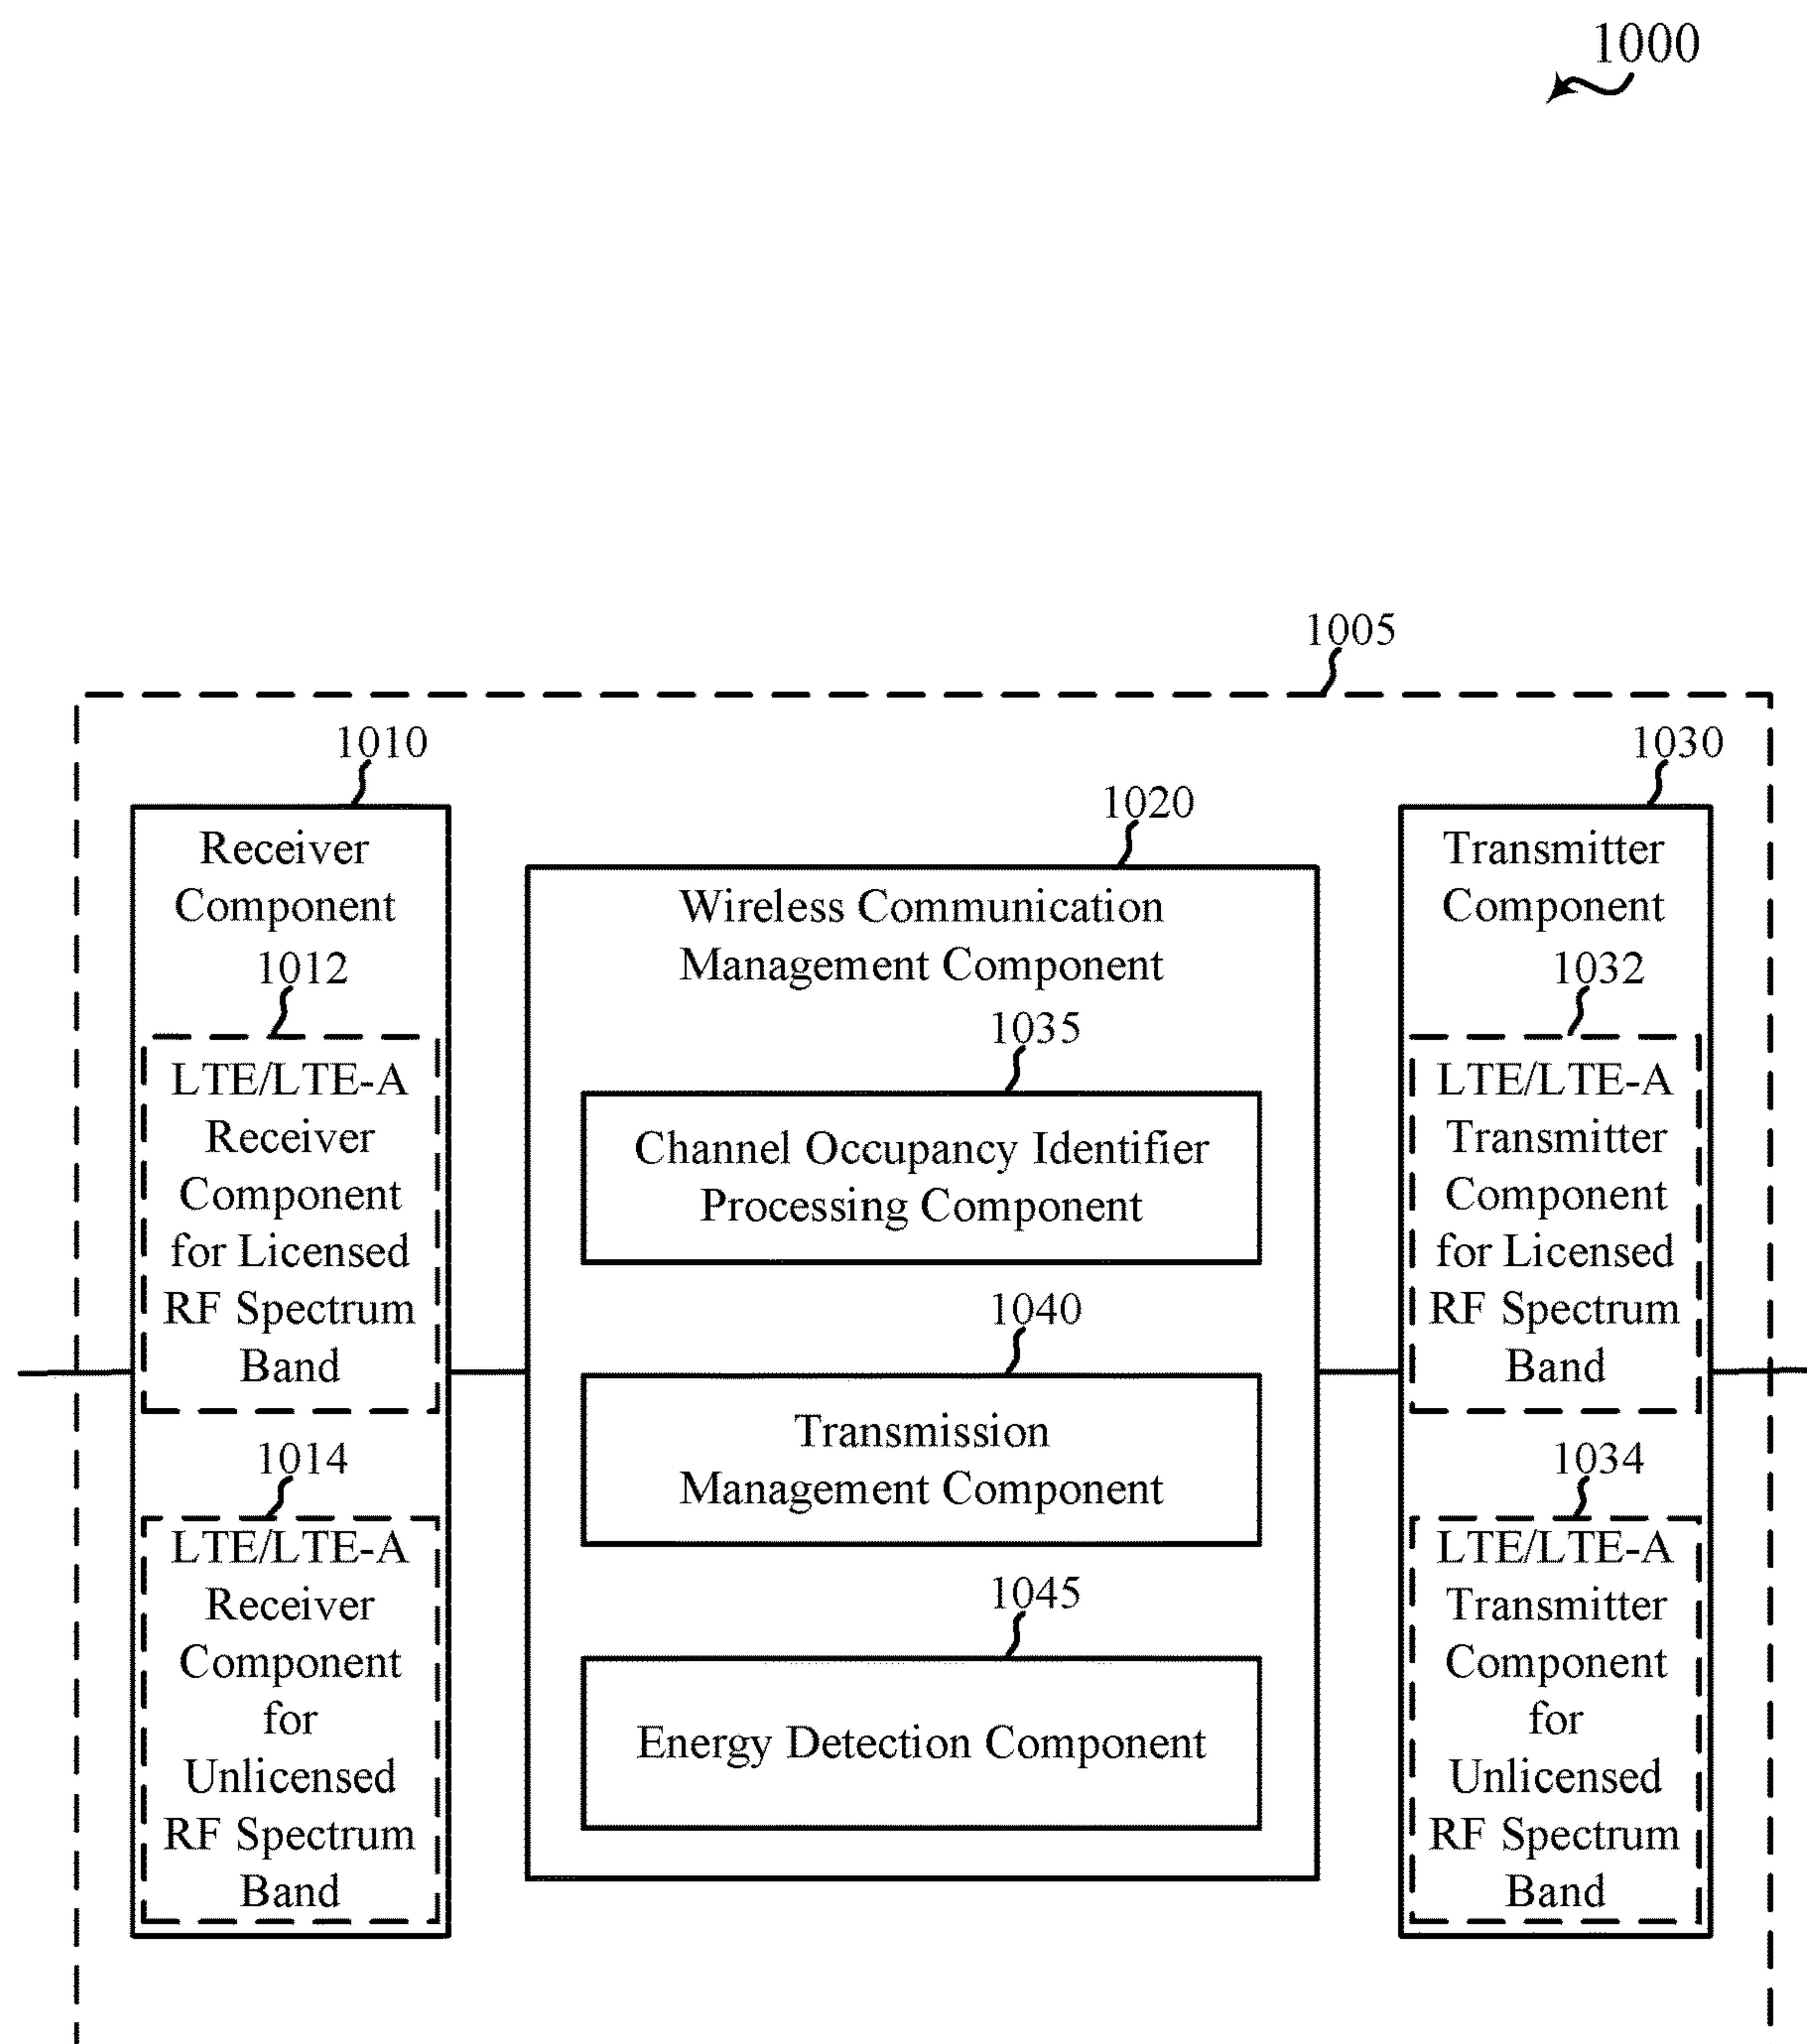 1000
1005
1010
Receiver
Component
1012
LTE/LTE-A
Receiver
Component
for Licensed
RF Spectrum
Band
1014
LTE/LTE-A
Receiver
Component
for
Unlicensed
RF Spectrum
Band
1020
Wireless Communication
Management Component
1035
Channel Occupancy Identifier
Processing Component
1040
Transmission
Management Component
1045
Energy Detection Component
1030
Transmitter
Component
1032
LTE/LTE-A
Transmitter
Component
for Licensed
RF Spectrum
Band
1034
LTE/LTE-A
Transmitter
Component
for
Unlicensed
RF Spectrum
Band